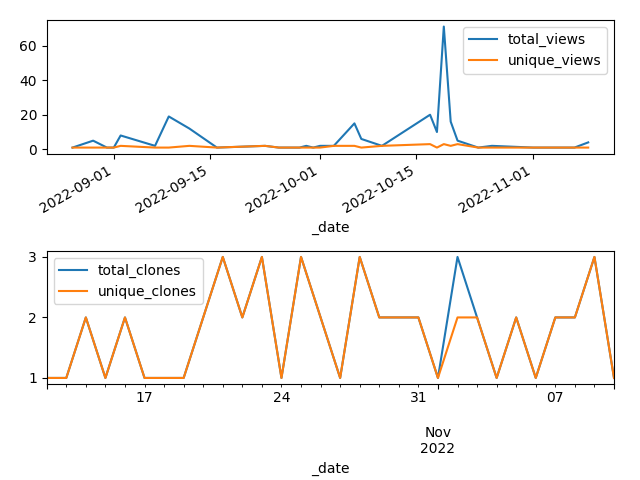 60
40
20
0
total_views
unique_views
2022-09-01
2022-09-15
2022-10-01
2022-10-15
2022-11-01
_date
3
2
1
total_clones
unique_clones
17
24
31
07
Nov
2022
_date